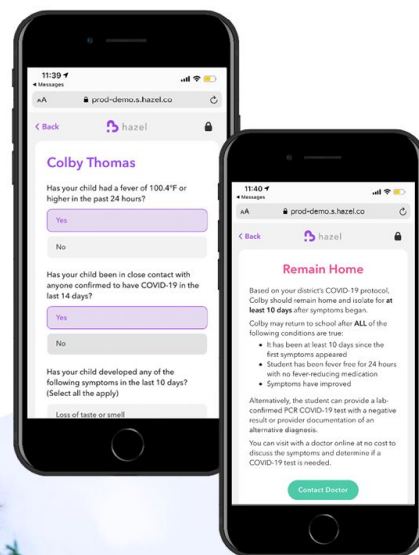 11:39
Messages
AA prod-demo.s.hazel.co
< Back hazel
Colby Thomas
Has your child had a fever of 100.4°F or
higher in the past 24 hours?
Yes
No
Has your child been in close contact with
anyone confirmed to have COVID-19 in the
last 14 days?
Yes
No
Has your child developed any of the
following symptoms in the last 10 days?
(Select all the apply)
Loss of taste or smell
11:40
Messages
AA prod-demo.s.hazel.co
< Back hazel
Remain Home
Based on your district's COVID-19 protocol,
Colby should remain home and isolate for at
least 10 days after symptoms began.
Colby may return to school after ALL of the
following conditions are true:
• It has been at least 10 days since the
first symptoms appeared
• Student has been fever free for 24 hours
with no fever-reducing medication
• Symptoms have improved
Alternatively, the student can provide a lab-
confirmed PCR COVID-19 test with a negative
result or provider documentation of an
alternative diagnosis.
You can visit with a doctor online at no cost to
discuss the symptoms and determine if a
COVID-19 test is needed.
Contact Doctor